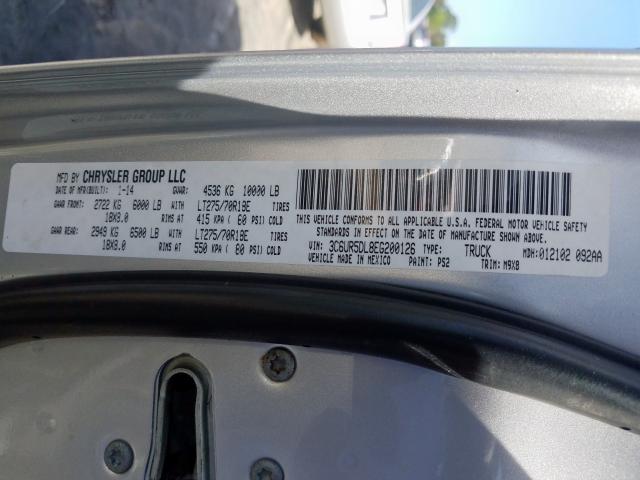 MFD BY CHRYSLER GROUP LLC
DATE OF MFR(BUILT): 1-14 GVWR: 4536 KG 10000 LB
GAWR FRONT: 2722 KG 6000 LB WITH LT275/70R18E TIRES
18X8.0 RIMS AT 415 KPA ( 60 PSI) COLD
GAWR REAR: 2949 KG 6500 LB WITH LT275/70R18E TIRES
18X8.0 RIMS AT 550 KPA ( 80 PSI) COLD
THIS VEHICLE CONFORMS TO ALL APPLICABLE U.S.A. FEDERAL MOTOR VEHICLE SAFETY
STANDARDS IN EFFECT ON THE DATE OF MANUFACTURE SHOWN ABOVE.
VIN: 3C6UR5DL8EG200126 TYPE: TRUCK MDH:012102 092AA
VEHICLE MADE IN MEXICO PAINT: PS2 TRIM: M9X8